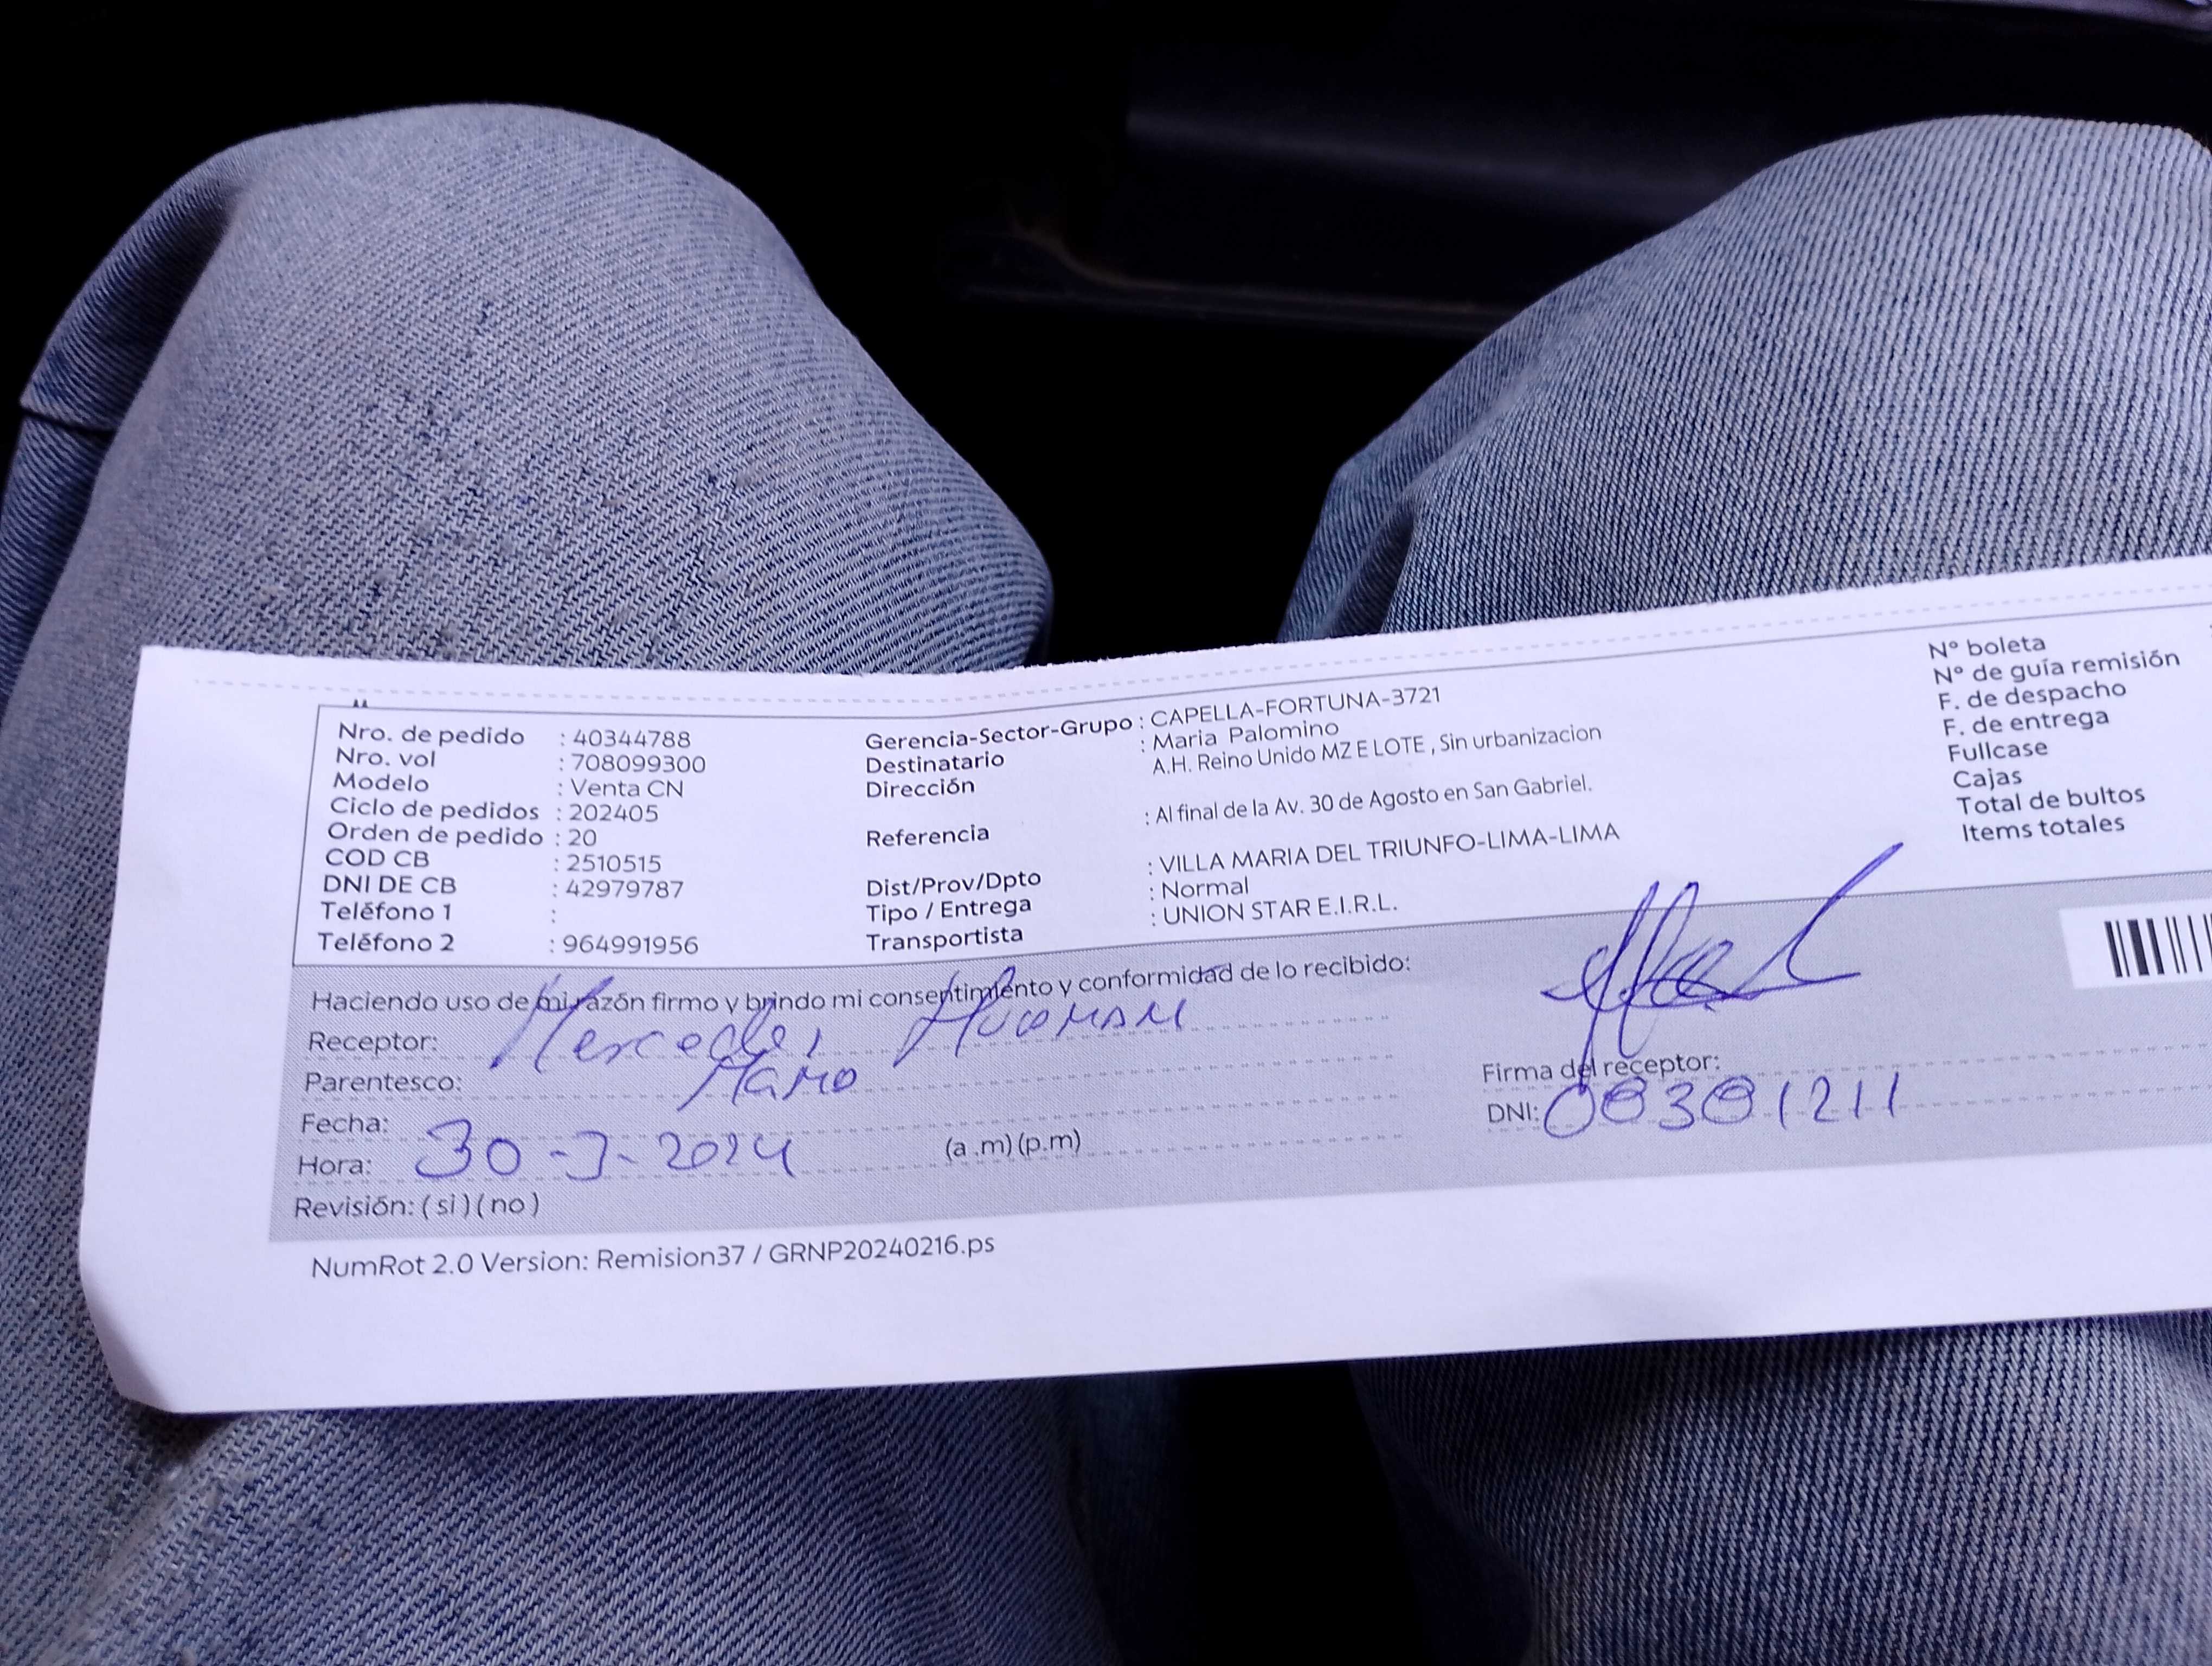 Nro. de pedido : 40344788
Nro. vol : 708099300
Modelo : Venta CN
Ciclo de pedidos : 202405
Orden de pedido : 20
COD CB : 2510515
DNI DE CB : 42979787
Teléfono 1 :
Teléfono 2 : 964991956
Gerencia-Sector-Grupo : CAPELLA-FORTUNA-3721
Destinatario : Maria Palomino
Dirección A.H. Reino Unido MZ E LOTE , Sin urbanizacion
Referencia : Al final de la Av. 30 de Agosto en San Gabriel.
Dist/Prov/Dpto : VILLA MARIA DEL TRIUNFO-LIMA-LIMA
Tipo / Entrega : Normal
Transportista : UNION STAR E.I.R.L.
N° boleta
N° de guía remisión
F. de despacho
F. de entrega
Fullcase
Cajas
Total de bultos
Items totales
Haciendo uso de mi razón firmo y brindo mi consentimiento y conformidad de lo recibido:
Receptor: Mercedes
Parentesco:
Fecha:
Hora: 30-3-2024 (a .m) (p.m)
Revisión: ( si ) ( no )
Firma del receptor:
DNI:
NumRot 2.0 Version: Remision37 / GRNP20240216.ps